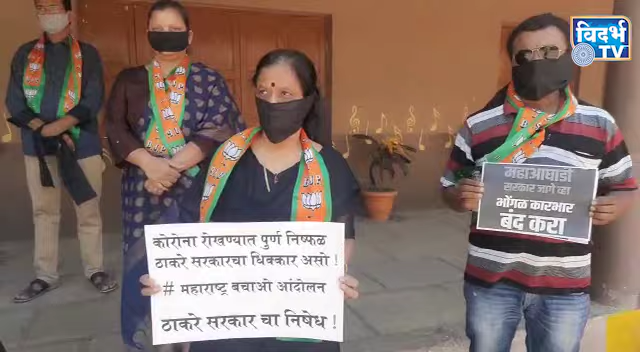 विदर्भ
TV
कोरोना रोखण्यात पुर्ण निष्फळ
ठाकरे सरकारचा धिक्कार असो !
# महाराष्ट्र बचाओ आंदोलन
ठाकरे सरकार चा निषेध !
महाआघाडी
सरकार जागे व्हा
भोंगळ कारभार
बंद करा
BJP